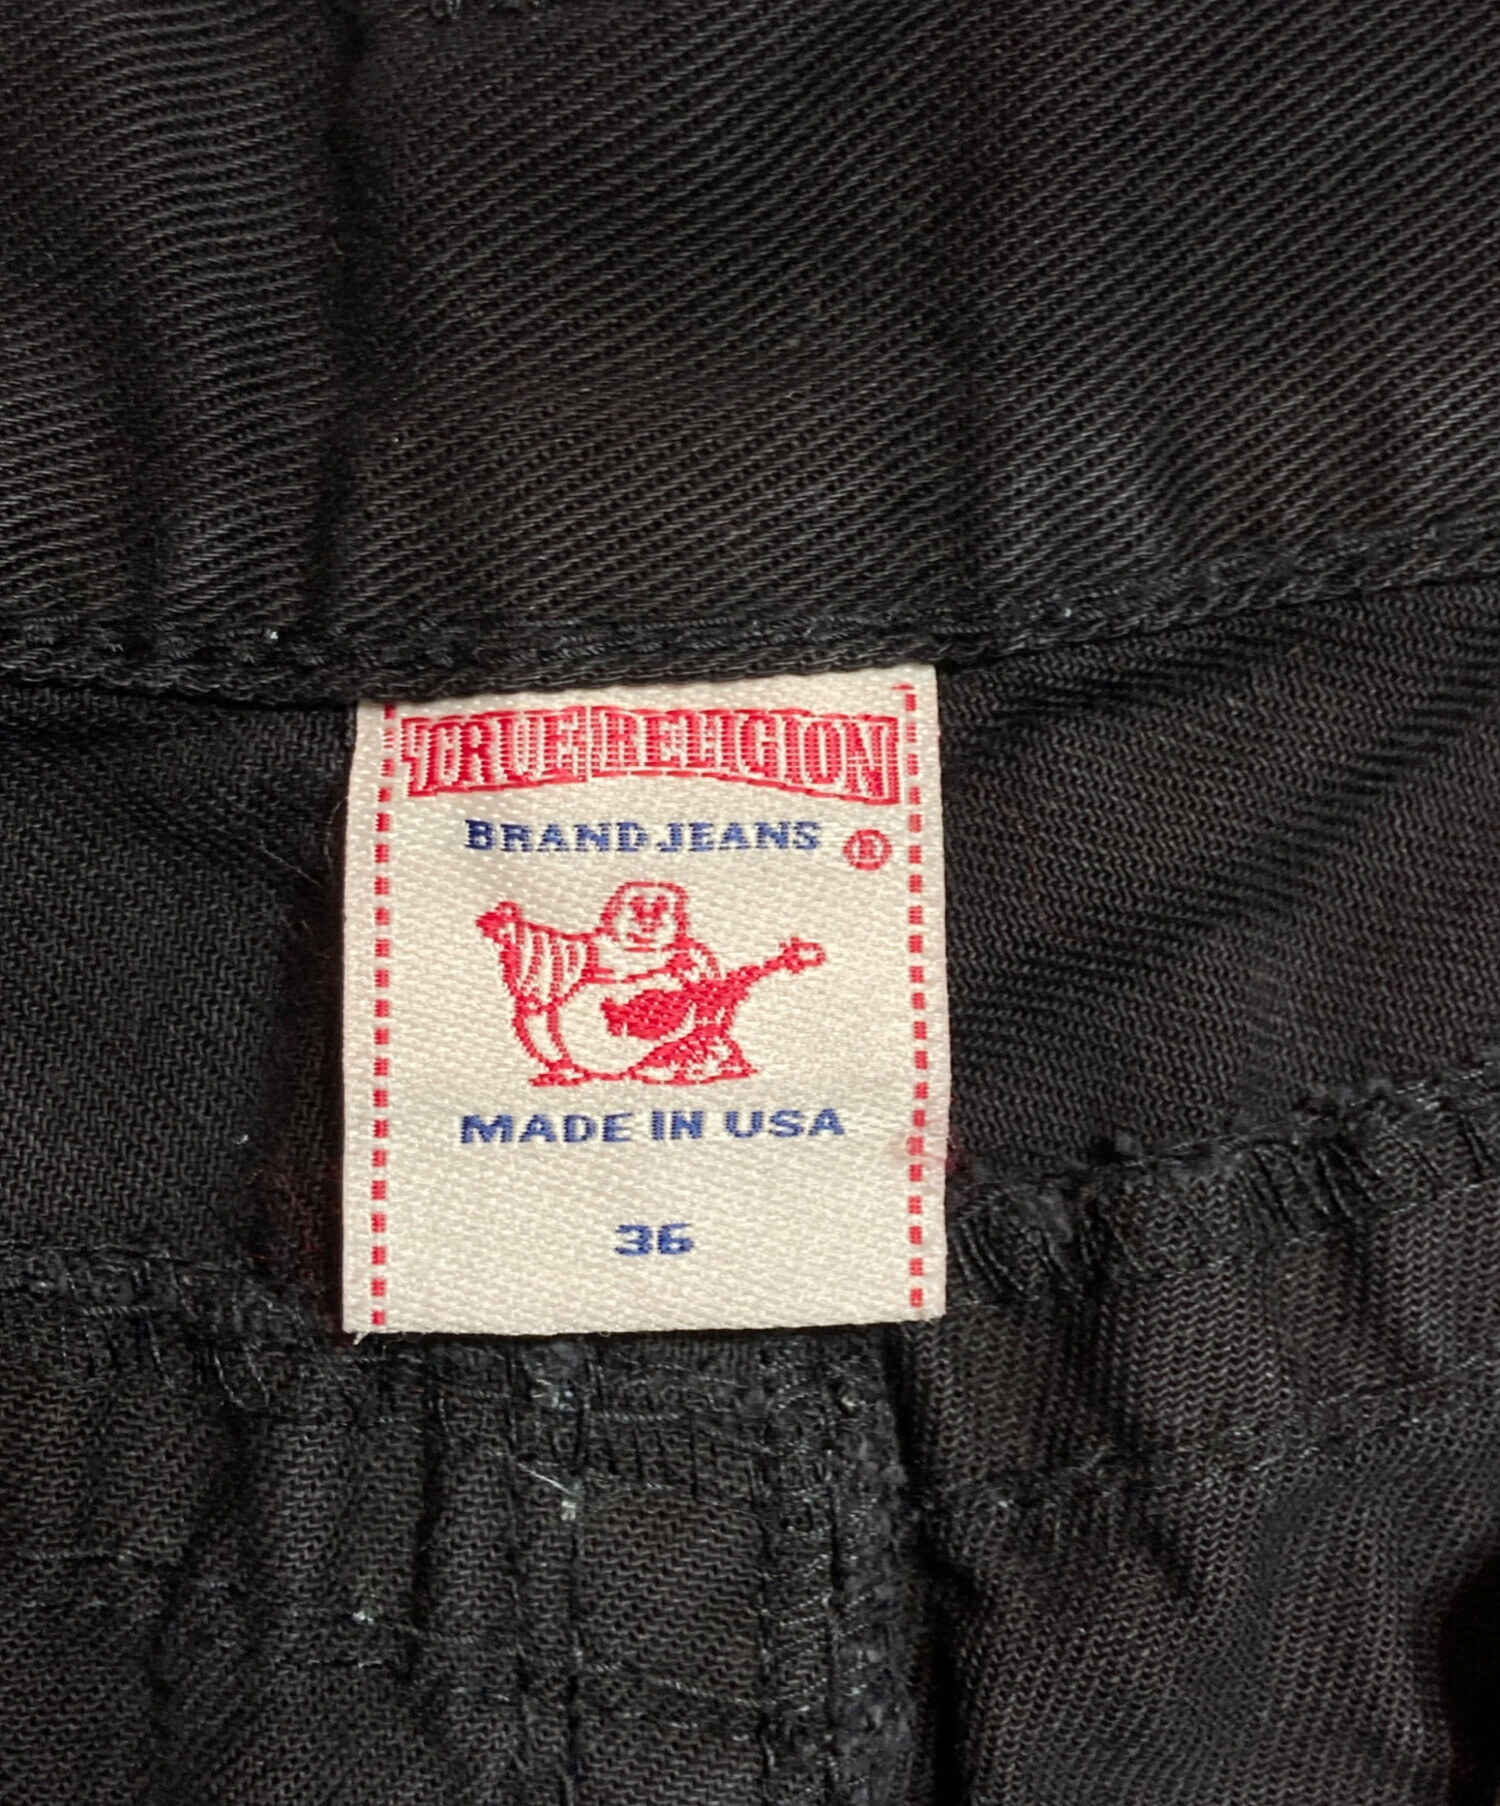 TRUE RELIGION
BRAND JEANS ®
MADE IN USA
36